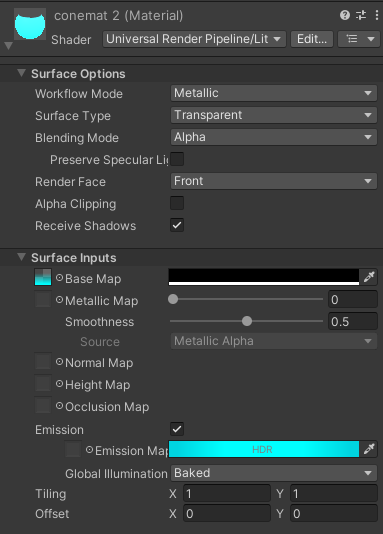 conemat 2 (Material)
Shader Universal Render Pipeline/Lit Edit...
Surface Options
Workflow Mode Metallic
Surface Type Transparent
Blending Mode Alpha
Preserve Specular Lig
Render Face Front
Alpha Clipping
Receive Shadows
Surface Inputs
Base Map
Metallic Map 0
Smoothness 0.5
Source Metallic Alpha
Normal Map
Height Map
Occlusion Map
Emission
Emission Map HDR
Global Illumination Baked
Tiling X 1 Y 1
Offset X 0 Y 0